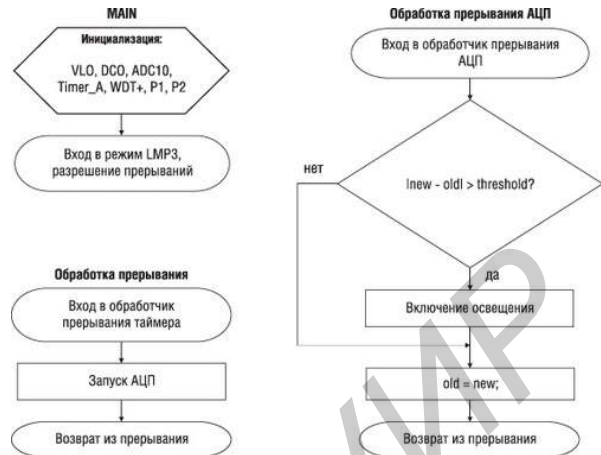 MAIN
Инициализация:
VLO, DCO, ADC10,
Timer_A, WDT+, P1, P2
Вход в режим LMP3,
разрешение прерываний
Обработка прерывания
Вход в обработчик
прерывания таймера
Запуск АЦП
Возврат из прерывания
Обработка прерывания АЦП
Вход в обработчик прерывания
АЦП
нет
|new - old| > threshold?
да
Включение освещения
old = new;
Возврат из прерывания